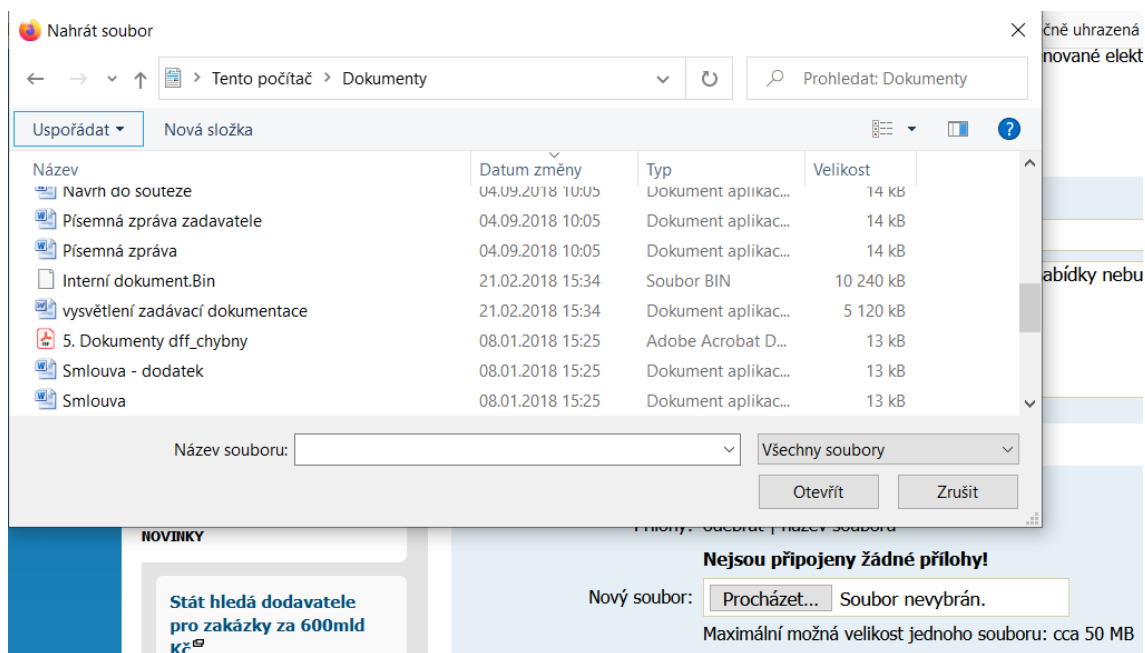 Nahrát soubor
čně uhrazená
nované elekt
Tento počítač > Dokumenty
Prohledat: Dokumenty
Uspořádat Nová složka
Název Datum změny Typ Velikost
Návrh do soutěže 04.09.2018 10:05 Dokument aplikac... 14 kB
Písemná zpráva zadavatele 04.09.2018 10:05 Dokument aplikac... 14 kB
Písemná zpráva 04.09.2018 10:05 Dokument aplikac... 14 kB
Interní dokument.Bin 21.02.2018 15:34 Soubor BIN 10 240 kB
abídky nebu
vysvětlení zadávací dokumentace 21.02.2018 15:34 Dokument aplikac... 5 120 kB
5. Dokumenty dff_chybny 08.01.2018 15:25 Adobe Acrobat D... 13 kB
Smlouva - dodatek 08.01.2018 15:25 Dokument aplikac... 13 kB
Smlouva 08.01.2018 15:25 Dokument aplikac... 13 kB
Název souboru: Všechny soubory
Otevřít Zrušit
Přílohy: odebrat | název souboru
NOVINKY
Nejsou připojeny žádné přílohy!
Nový soubor: Procházet... Soubor nevybrán.
Maximální možná velikost jednoho souboru: cca 50 MB
Stát hledá dodavatele
pro zakázky za 600mld
Kč